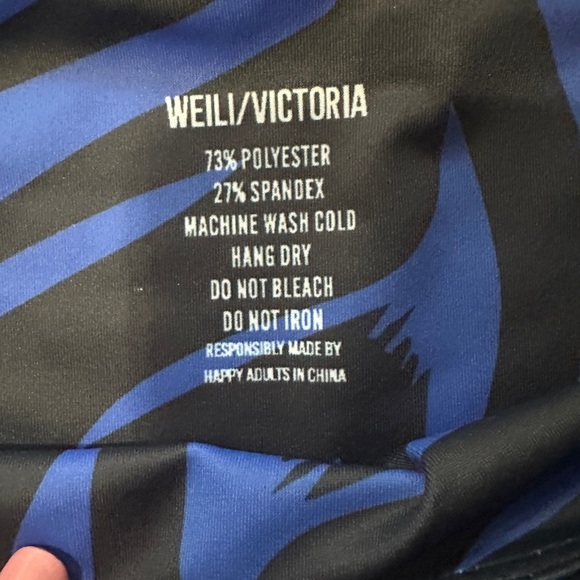 WEILI/VICTORIA
73% POLYESTER
27% SPANDEX
MACHINE WASH COLD
HANG DRY
DO NOT BLEACH
DO NOT IRON
RESPONSIBLY MADE BY
HAPPY ADULTS IN CHINA